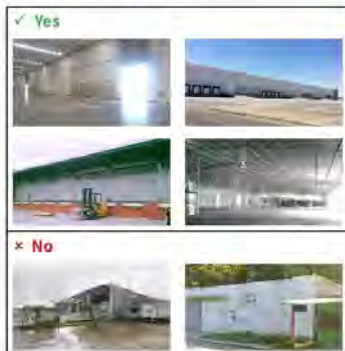 ✓ Yes
× No